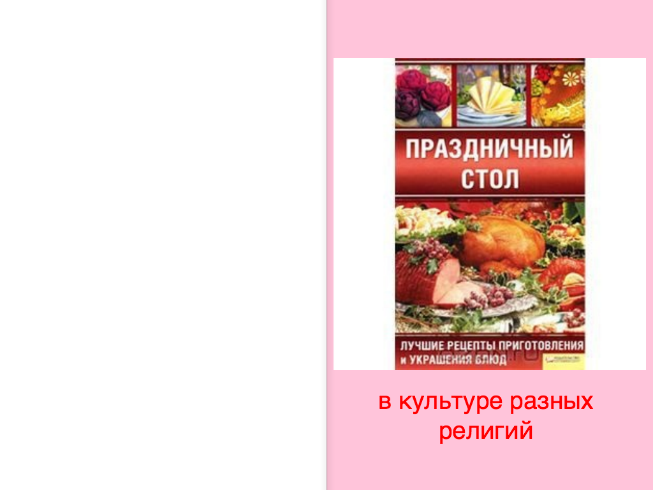 ПРАЗДНИЧНЫЙ
СТОЛ
ЛУЧШИЕ РЕЦЕПТЫ ПРИГОТОВЛЕНИЯ
и УКРАШЕНИЯ БЛЮД
в культуре разных
религий